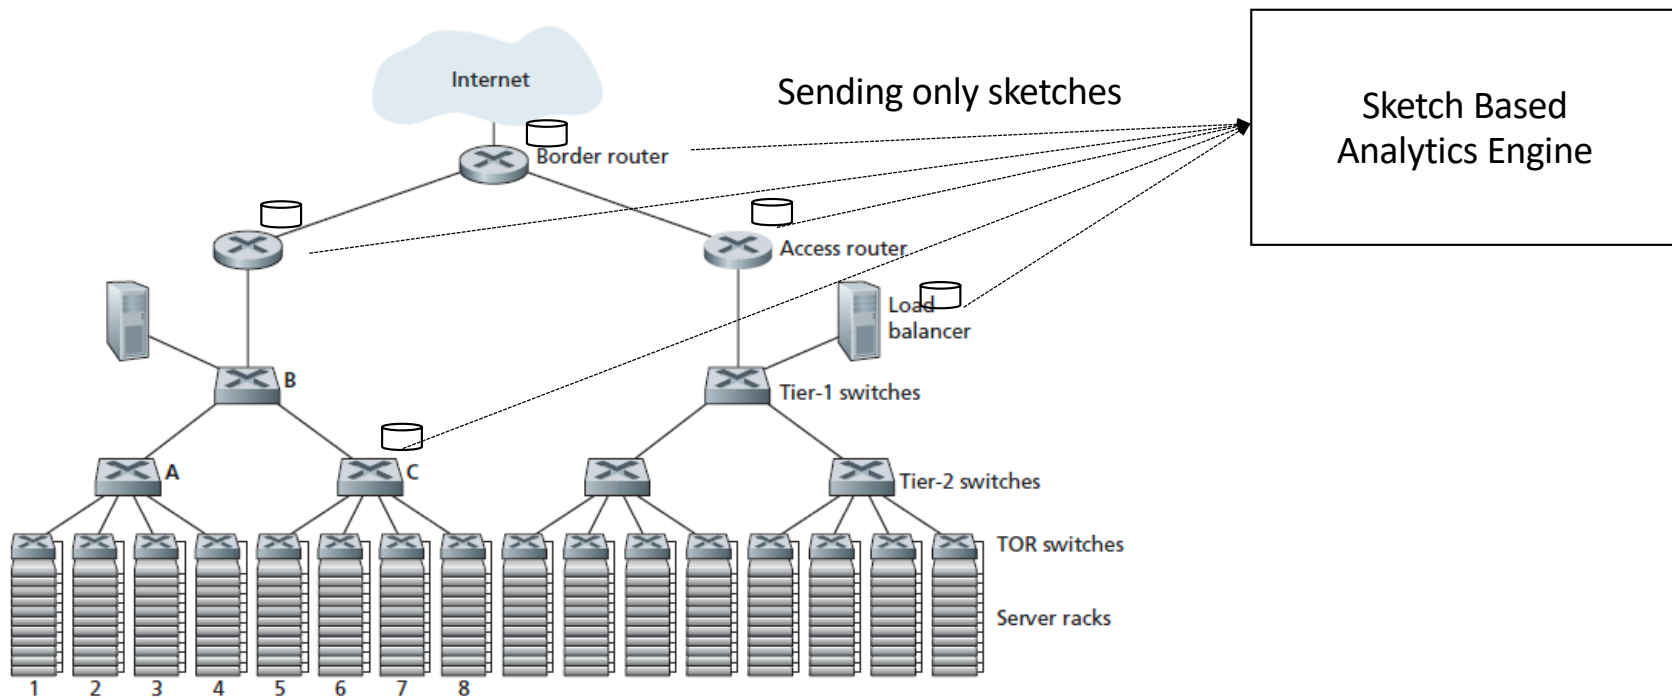 Internet
Sending only sketches
Sketch Based
Analytics Engine
Border router
Access router
Load
balancer
B
Tier-1 switches
A
C
Tier-2 switches
TOR switches
Server racks
1 2 3 4 5 6 7 8